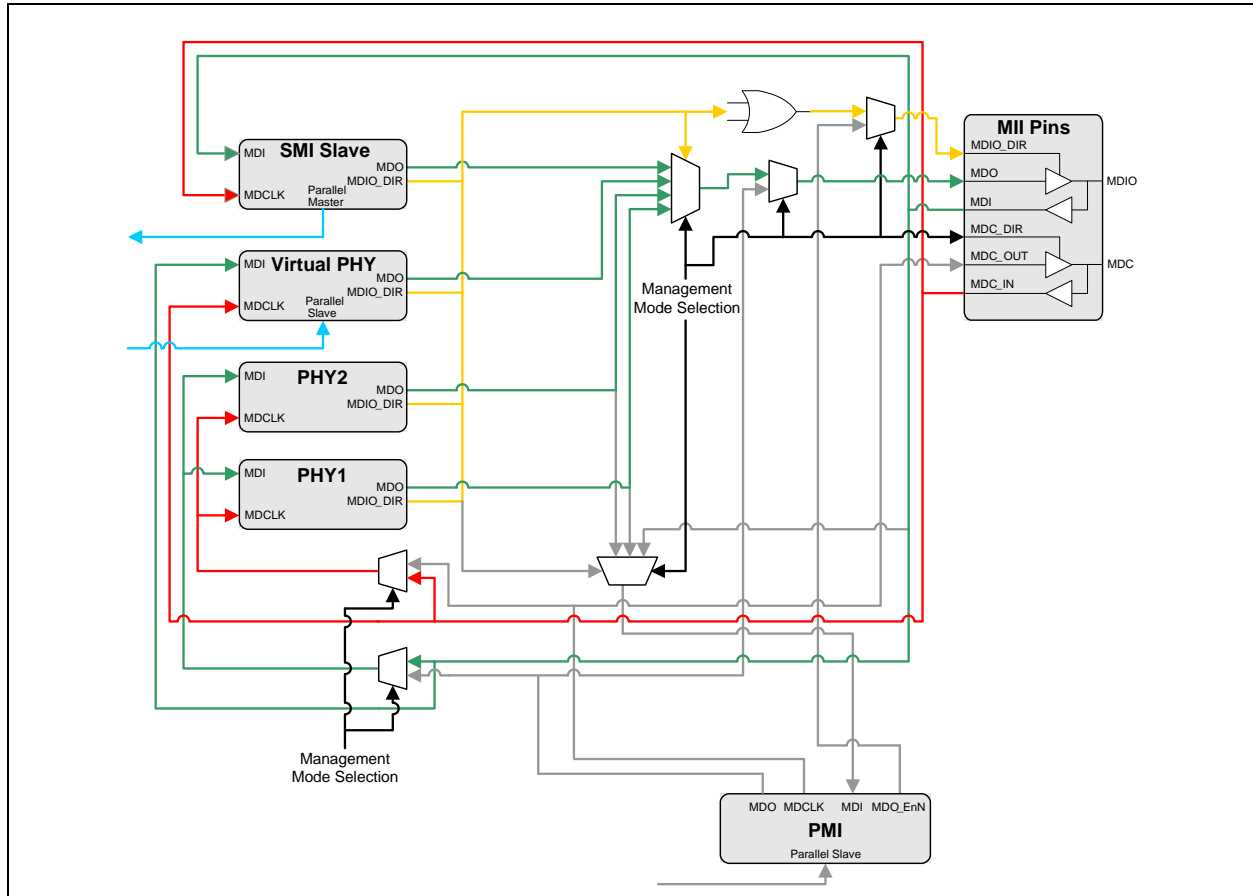 SMI Slave
MDI
MDO
MDIO_DIR
MDCLK
Parallel
Master
Virtual PHY
MDI
MDO
MDIO_DIR
MDCLK
Parallel
Slave
PHY2
MDI
MDO
MDIO_DIR
MDCLK
PHY1
MDI
MDO
MDIO_DIR
MDCLK
Management
Mode Selection
MII Pins
MDIO_DIR
MDO
MDIO
MDI
MDC_DIR
MDC_OUT
MDC
MDC_IN
Management
Mode Selection
MDO MDCLK MDI MDO_EnN
PMI
Parallel Slave